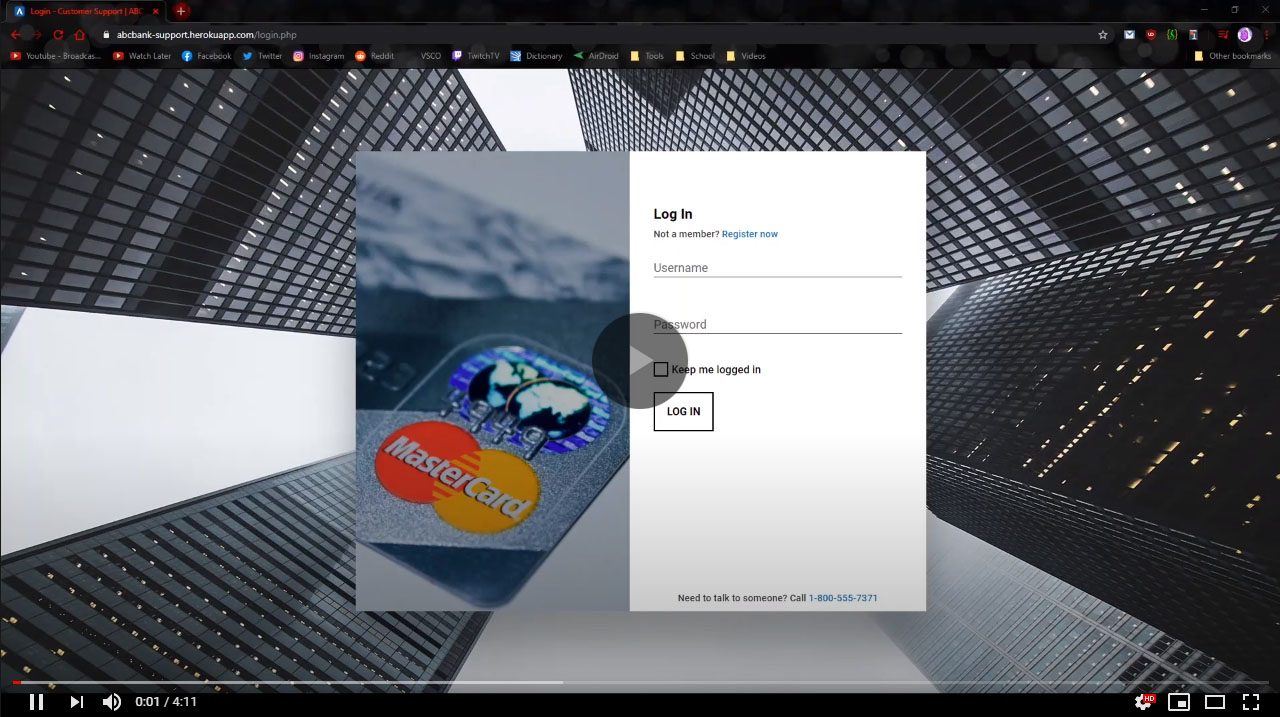 Login - Customer Support | ABC
abcbank-support.herokuapp.com/login.php
Youtube - Broadcas... Watch Later Facebook Twitter Instagram Reddit VSCO TwitchTV Dictionary AirDroid Tools School Videos Other bookmarks
Log In
Not a member? Register now
Username
Password
Keep me logged in
LOG IN
MasterCard
Need to talk to someone? Call 1-800-555-7371
0:01 / 4:11
HD